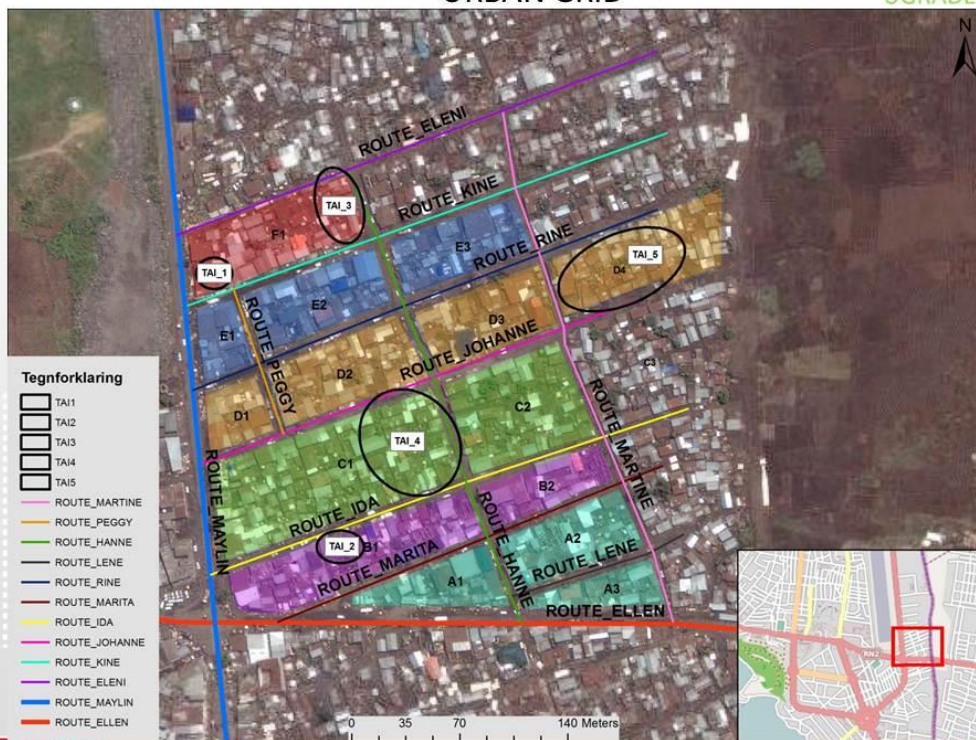 URBAN GRID
UGRADE
N
ROUTE_ELENI
TAI_3
ROUTE_KINE
F1
E3
ROUTE_RINE
TAI_5
D4
TAI_1
ROUTE_PEGGY
E2
E1
D3
ROUTE_JOHANNE
D2
C3
D1
C2
ROUTE_MARTINE
TAI_4
C1
ROUTE_MAYLIN
ROUTE_IDA
B2
TAI_2
B1
ROUTE_MARITA
ROUTE_HANNE
A2
ROUTE_LENE
A1
A3
ROUTE_ELLEN
Tegnforklaring
TAI1
TAI2
TAI3
TAI4
TAI5
ROUTE_MARTINE
ROUTE_PEGGY
ROUTE_HANNE
ROUTE_LENE
ROUTE_RINE
ROUTE_MARITA
ROUTE_IDA
ROUTE_JOHANNE
ROUTE_KINE
ROUTE_ELENI
ROUTE_MAYLIN
ROUTE_ELLEN
0 35 70 140 Meters
RN2